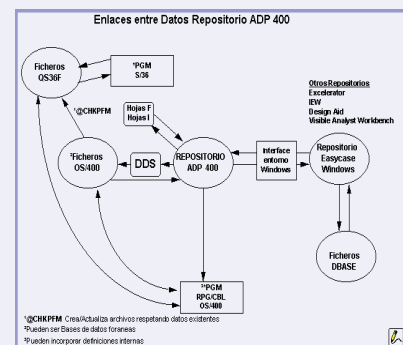 Enlaces entre Datos Repositorio ADP 400
Ficheros
QS36F
¹PGM
S/36
Otros Repositorios
Excelerator
IEW
Design Aid
Visible Analyst Workbench
¹@CHKPFM
Hojas F
Hojas I
²Ficheros
OS/400
DDS
REPOSITORIO
ADP 400
Interface
entorno
Windows
Repositorio
Easycase
Windows
Ficheros
DBASE
³PGM
RPG/CBL
OS/400
¹@CHKPFM Crea/Actualiza archivos respetando datos existentes
²Pueden ser Bases de datos foraneas
³Pueden incorporar definiciones internas